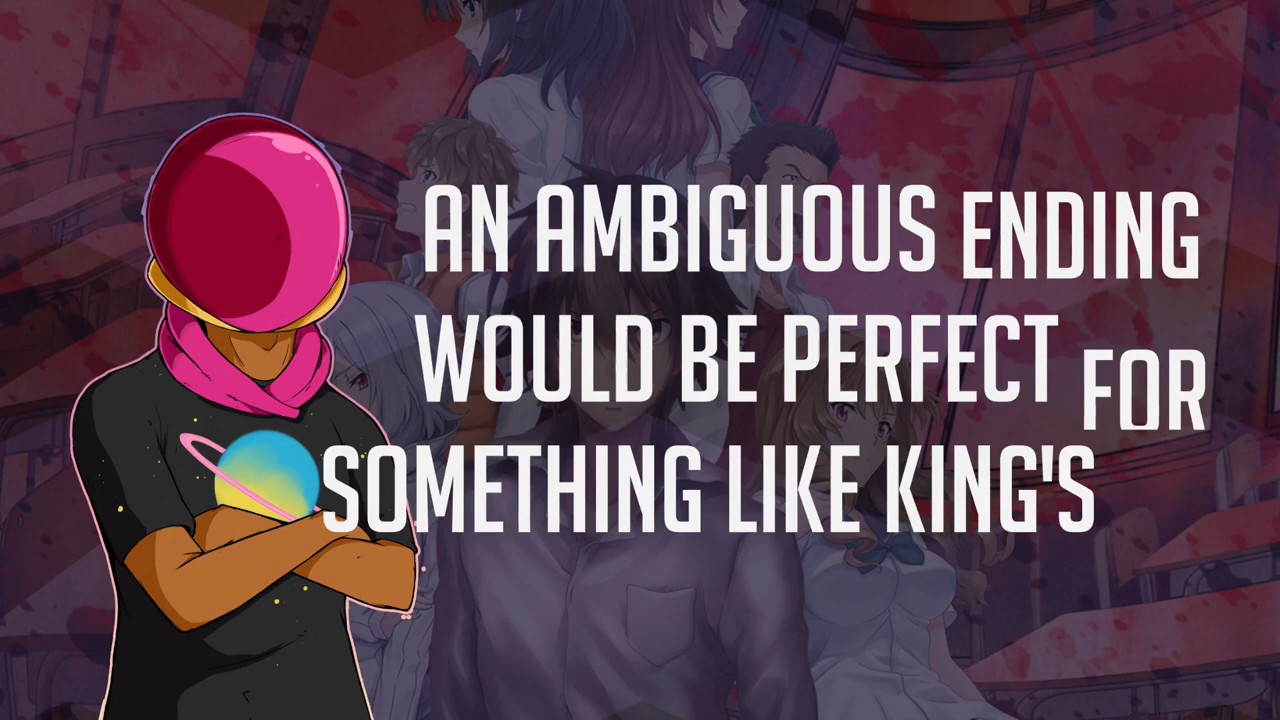 AN AMBIGUOUS ENDING
WOULD BE PERFECT FOR
SOMETHING LIKE KING'S